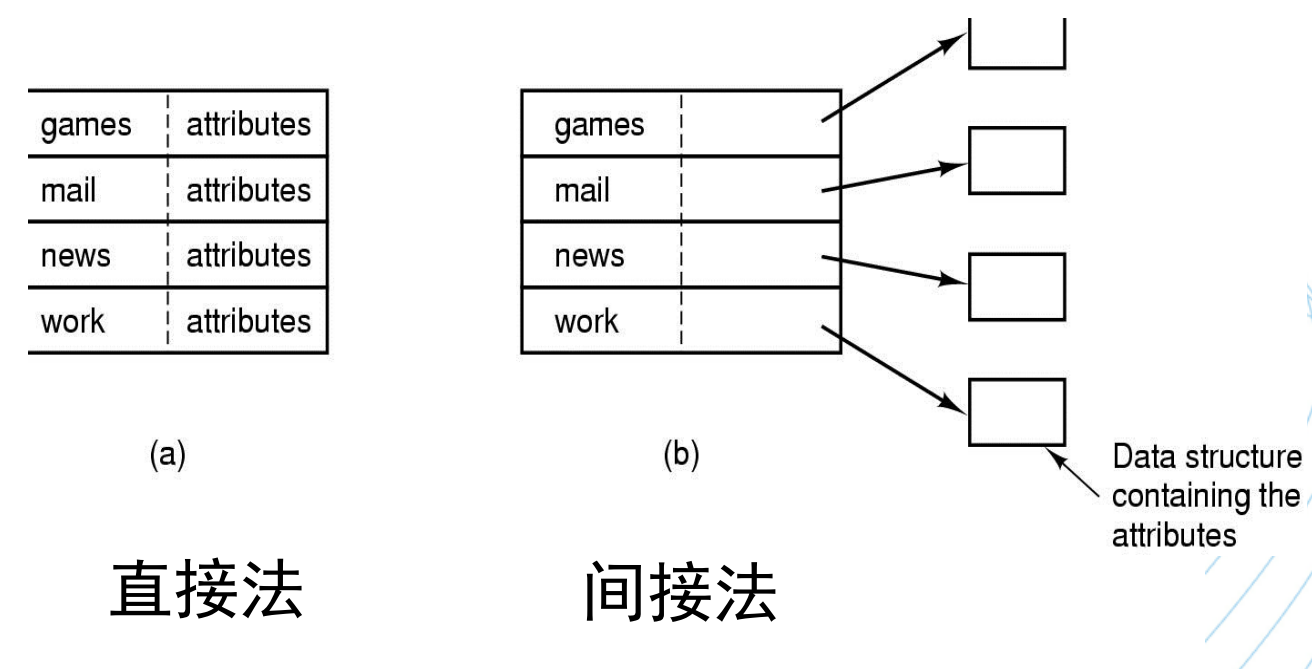 games attributes
mail attributes
news attributes
work attributes
(a)
直接法
games
mail
news
work
(b)
间接法
Data structure
containing the
attributes